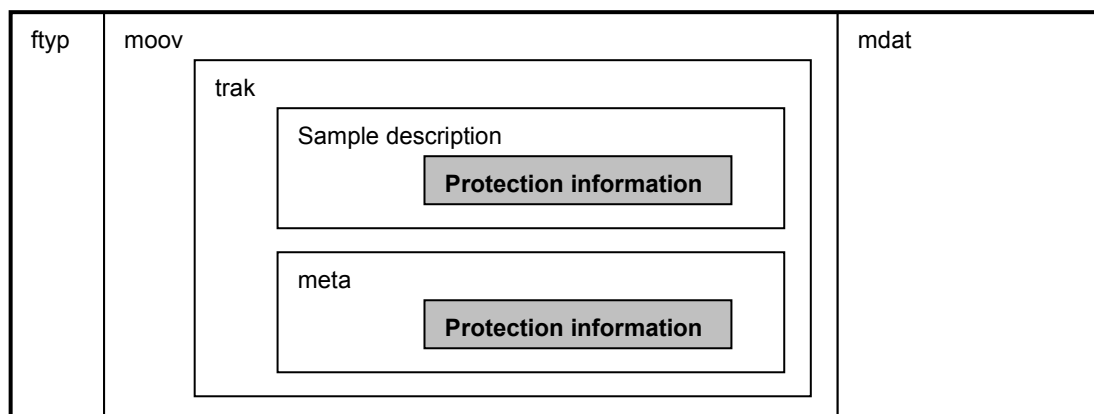 ftyp
moov
mdat
trak
Sample description
Protection information
meta
Protection information